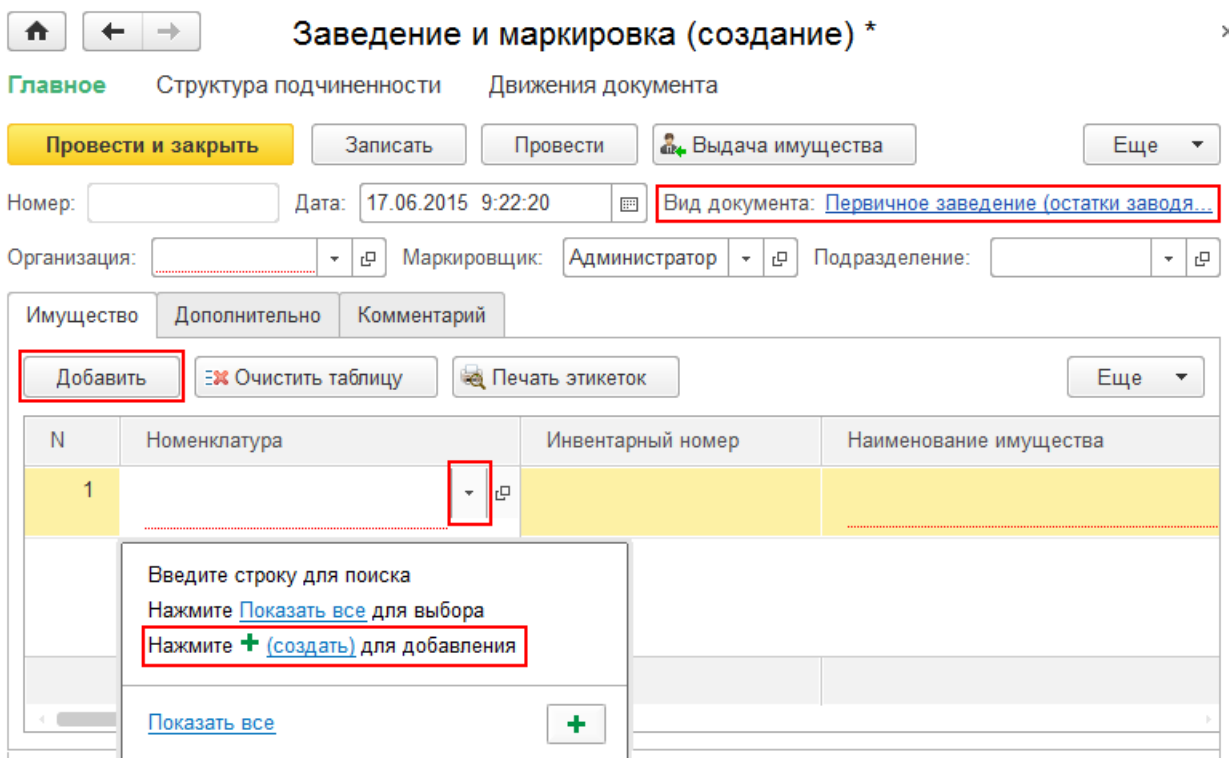 Заведение и маркировка (создание) *
Главное Структура подчиненности Движения документа
Провести и закрыть Записать Провести Выдача имущества Еще
Номер: Дата: 17.06.2015 9:22:20 Вид документа: Первичное заведение (остатки заводя...
Организация: Маркировщик: Администратор Подразделение:
Имущество Дополнительно Комментарий
Добавить Очистить таблицу Печать этикеток Еще
N Номенклатура Инвентарный номер Наименование имущества
1
Введите строку для поиска
Нажмите Показать все для выбора
Нажмите + (создать) для добавления
Показать все +